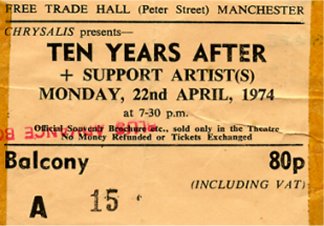 FREE TRADE HALL (Peter Street) MANCHESTER
CHRYSALIS presents—
TEN YEARS AFTER
+ SUPPORT ARTIST(S)
MONDAY, 22nd APRIL, 1974
at 7-30 p.m.
Official Souvenir Brochure etc., sold only in the Theatre
No Money Refunded or Tickets Exchanged
Balcony 80p
(INCLUDING VAT)
A 15